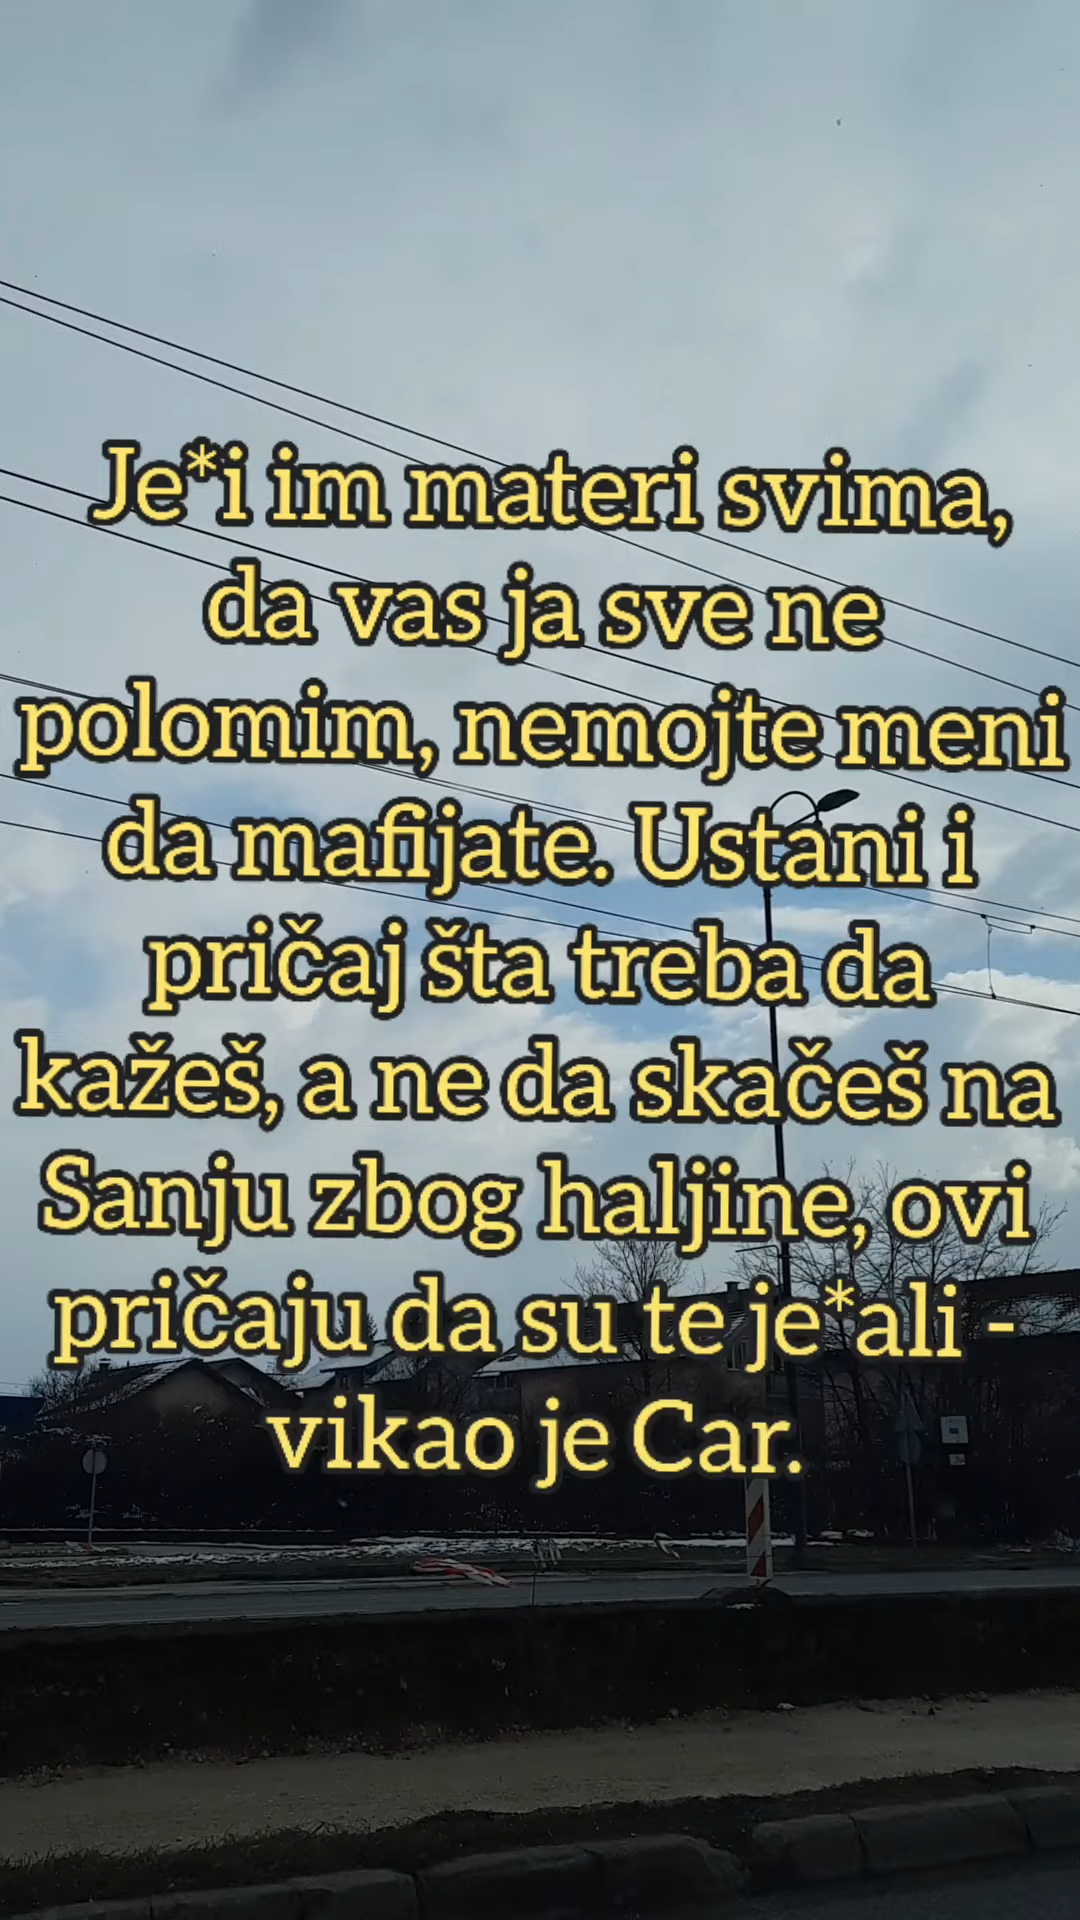 Je*i im materi svima,
da vas ja sve ne
polomim, nemojte meni
da mafijate. Ustani i
pričaj šta treba da
kažeš, a ne da skačeš na
Sanju zbog haljine, ovi
pričaju da su te je*ali -
vikao je Car.